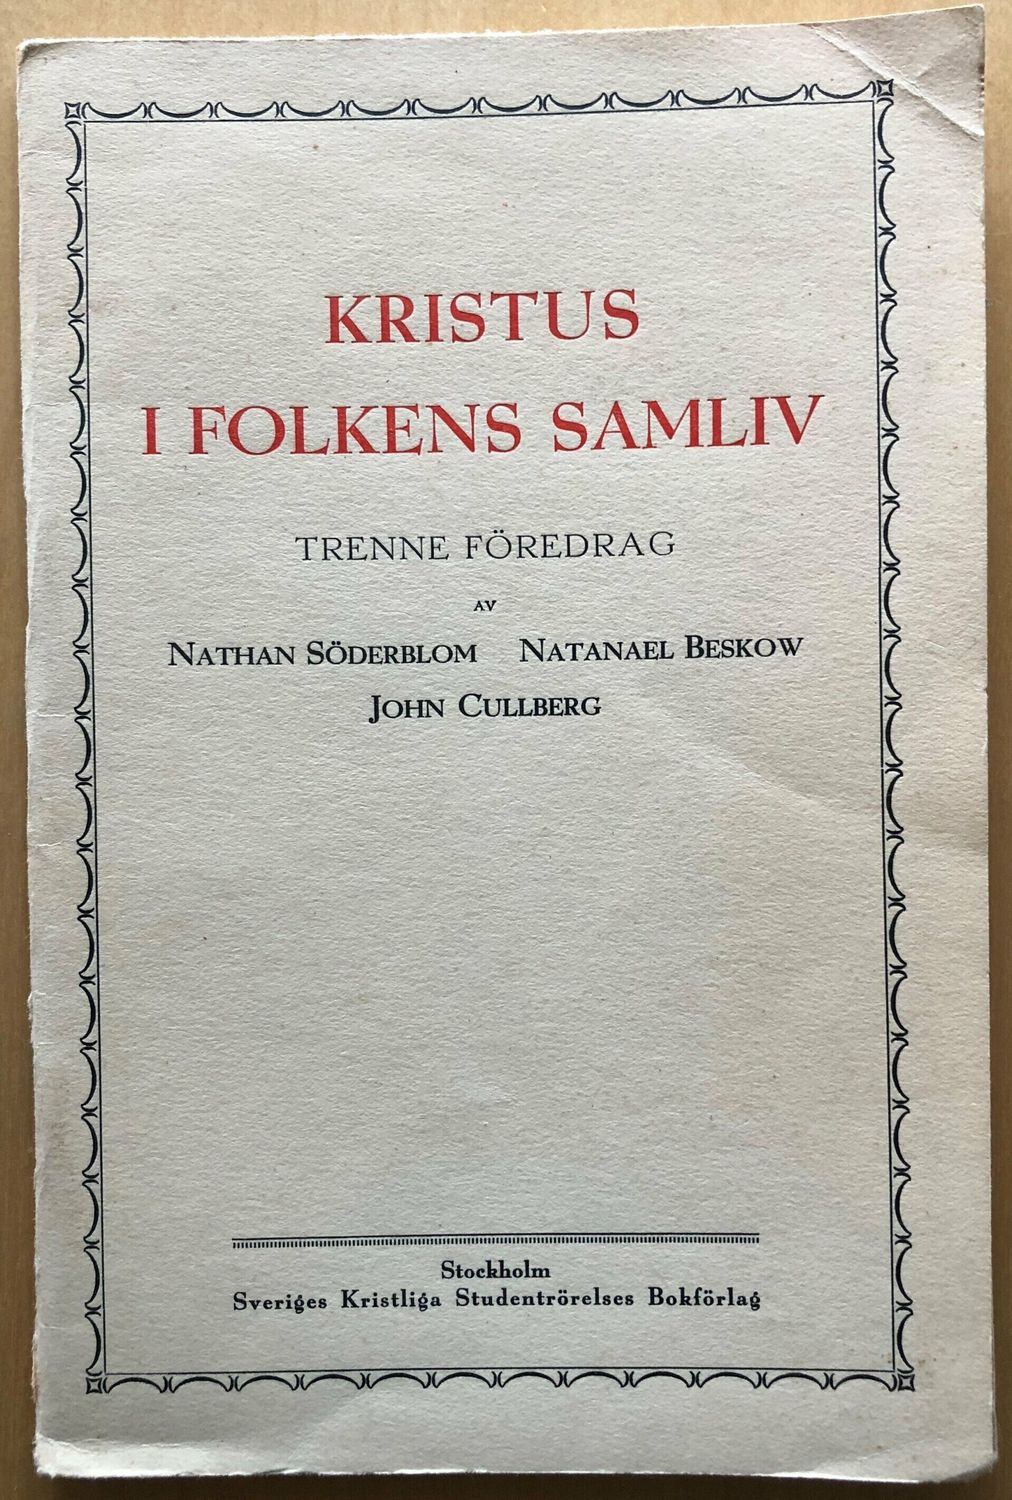 KRISTUS
I FOLKENS SAMLIV
TRENNE FÖREDRAG
AV
NATHAN SÖDERBLOM NATANAEL BESKOW
JOHN CULLBERG
Stockholm
Sveriges Kristliga Studentrörelses Bokförlag